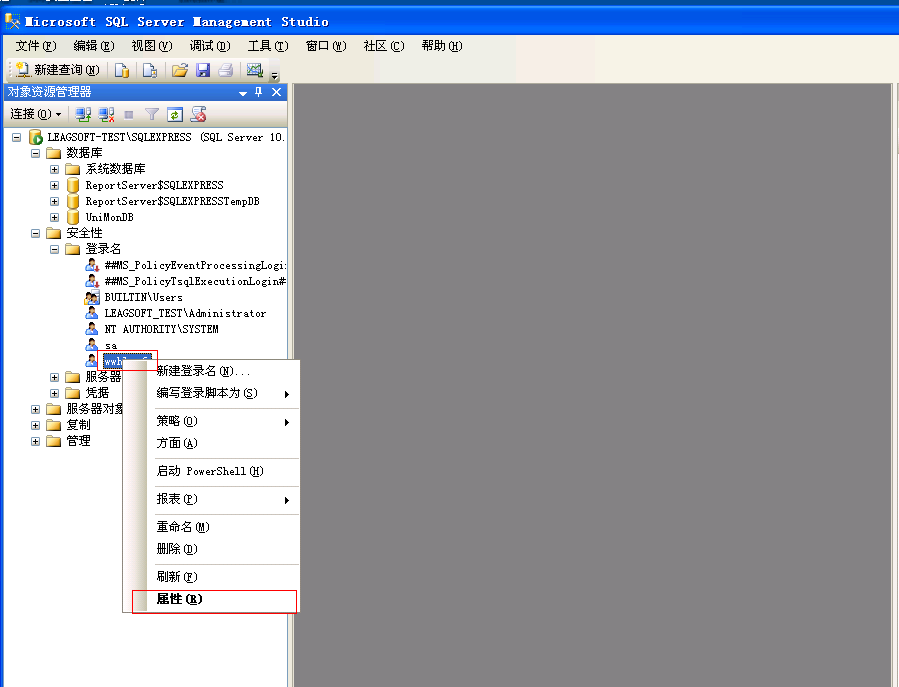 Microsoft SQL Server Management Studio
文件(F) 编辑(E) 视图(V) 调试(D) 工具(T) 窗口(W) 社区(C) 帮助(H)
新建查询(N)
对象资源管理器
连接(O)
LEAGSOFT-TEST\SQLEXPRESS (SQL Server 10.
数据库
系统数据库
ReportServer$SQLEXPRESS
ReportServer$SQLEXPRESSTempDB
UniMonDB
安全性
登录名
##MS_PolicyEventProcessingLogi
##MS_PolicyTsqlExecutionLogin#
BUILTIN\Users
LEAGSOFT_TEST\Administrator
NT AUTHORITY\SYSTEM
sa
服务器
凭据
服务器对象
复制
管理
新建登录名(N)...
编写登录脚本为(S)
策略(O)
方面(A)
启动 PowerShell(H)
报表(P)
重命名(M)
删除(D)
刷新(F)
属性(R)